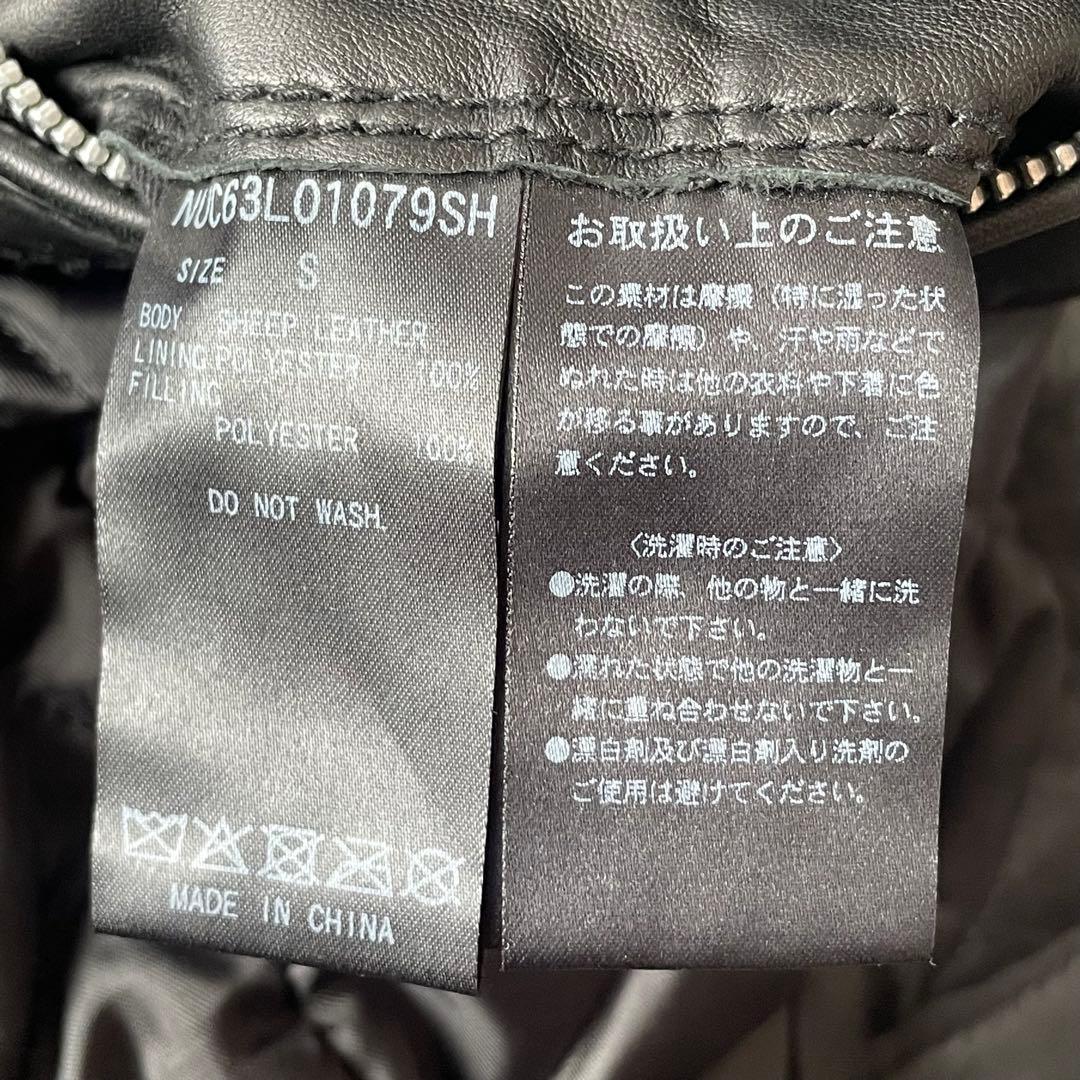 NUC63L01079SH
SIZE S
BODY SHEEP LEATHER
LINING POLYESTER 100%
FILLING
POLYESTER 100%
DO NOT WASH.
MADE IN CHINA
お取扱い上のご注意
この素材は摩擦(特に湿った状
態での摩擦)や、汗や雨などで
ぬれた時は他の衣料や下着に色
が移る事がありますので、ご注
意ください。
〈洗濯時のご注意〉
●洗濯の際、他の物と一緒に洗
わないで下さい。
●濡れた状態で他の洗濯物と一
緒に重ね合わせないで下さい。
●漂白剤及び漂白剤入り洗剤の
ご使用は避けてください。